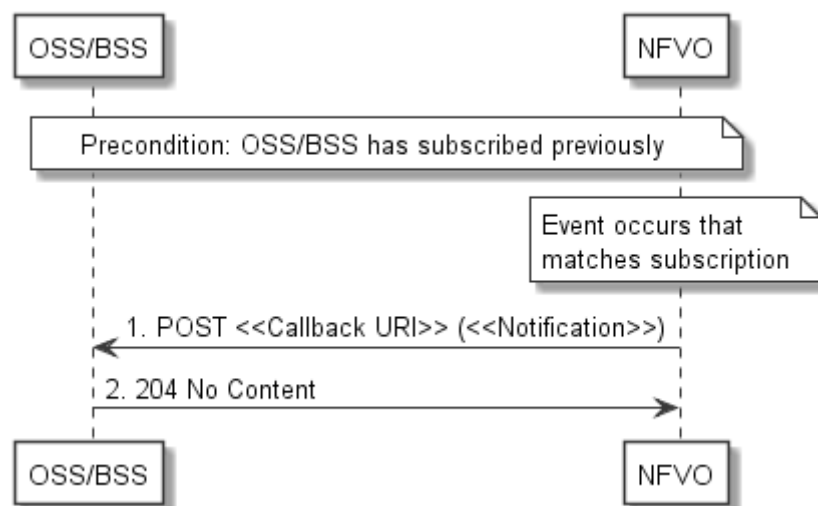 OSS/BSS
NFVO
Precondition: OSS/BSS has subscribed previously
Event occurs that
matches subscription
1. POST <<Callback URI>> (<<Notification>>)
2. 204 No Content
OSS/BSS
NFVO